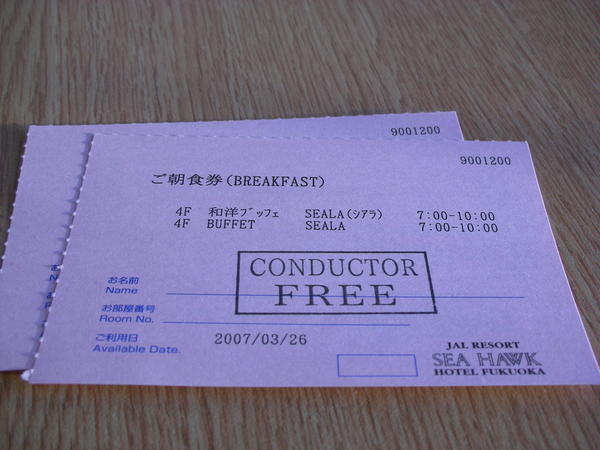 9001200
9001200
ご朝食券(BREAKFAST)
4F 和洋ﾌﾞッフェ SEALA(シアラ) 7:00-10:00
4F BUFFET SEALA 7:00-10:00
CONDUCTOR
FREE
お名前
Name
お部屋番号
Room No.
ご利用日
Available Date.
2007/03/26
JAL RESORT
SEA HAWK
HOTEL FUKUOKA